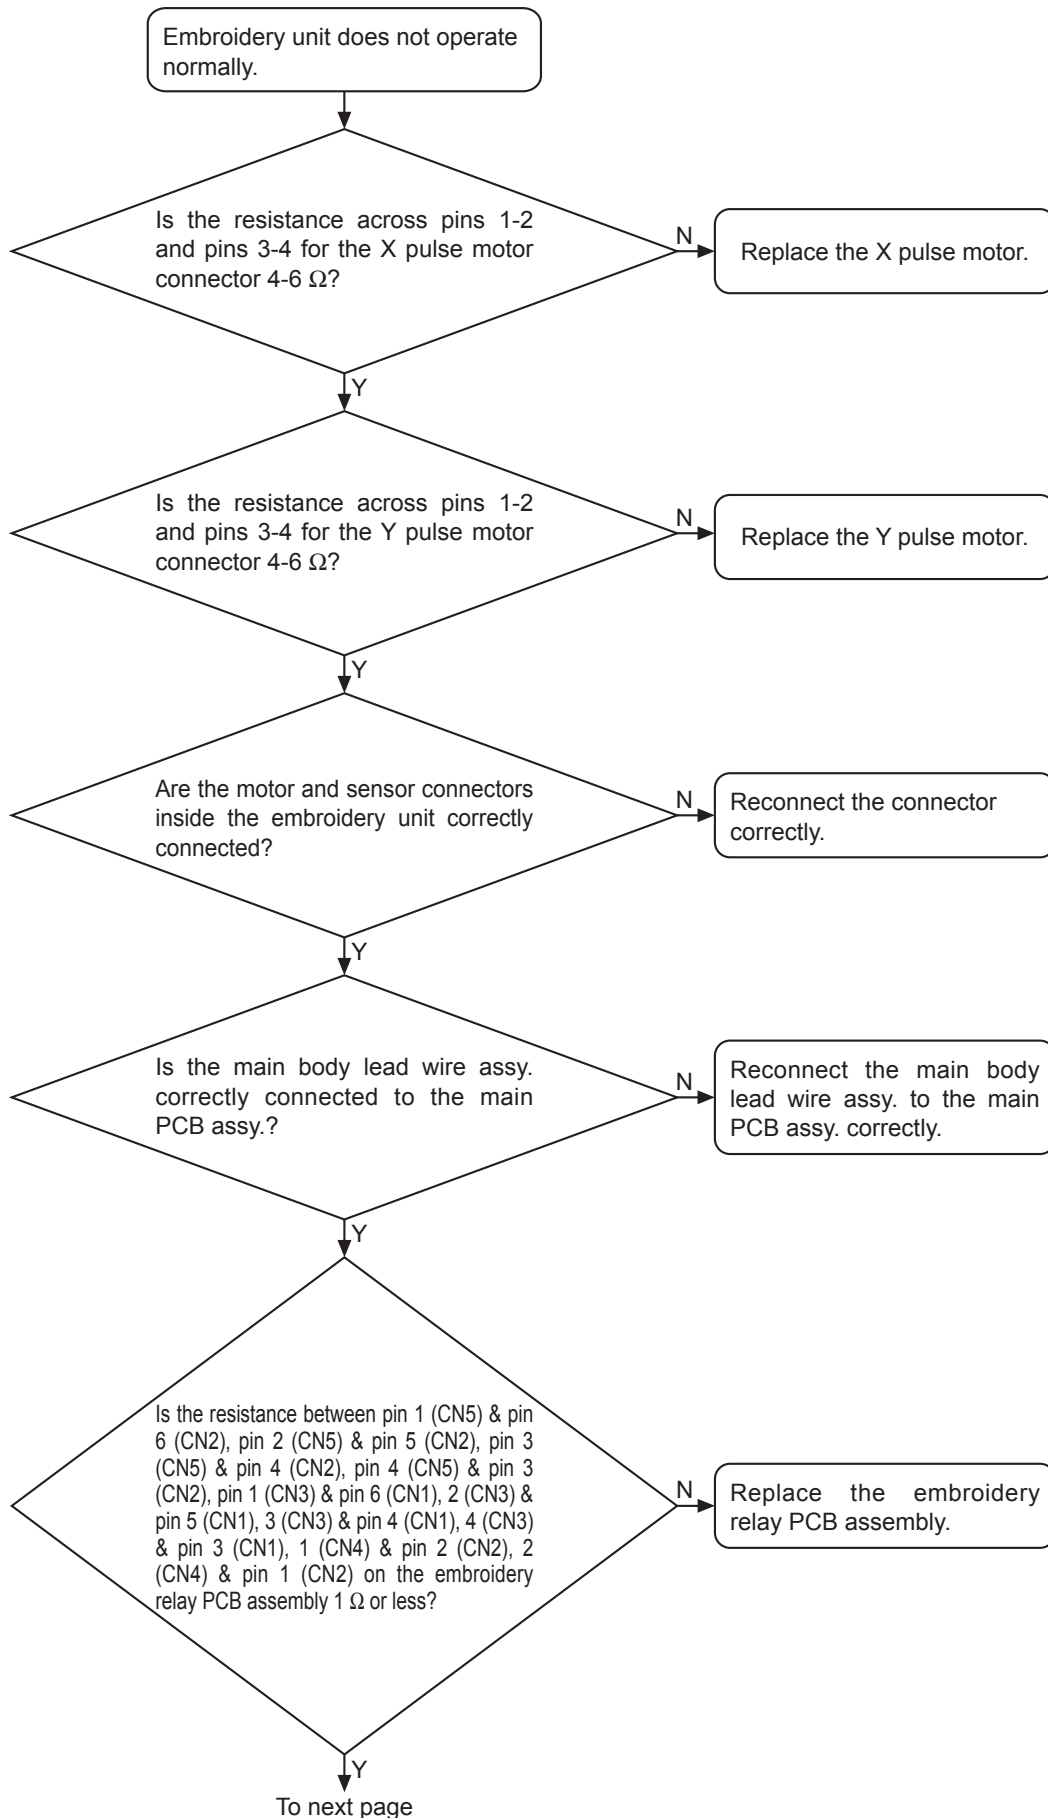 Embroidery unit does not operate
normally.
Is the resistance across pins 1-2
and pins 3-4 for the X pulse motor
connector 4-6 Ω?
N
Replace the X pulse motor.
Y
Is the resistance across pins 1-2
and pins 3-4 for the Y pulse motor
connector 4-6 Ω?
N
Replace the Y pulse motor.
Y
Are the motor and sensor connectors
inside the embroidery unit correctly
connected?
N
Reconnect the connector
correctly.
Y
Is the main body lead wire assy.
correctly connected to the main
PCB assy.?
N
Reconnect the main body
lead wire assy. to the main
PCB assy. correctly.
Y
Is the resistance between pin 1 (CN5) & pin
6 (CN2), pin 2 (CN5) & pin 5 (CN2), pin 3
(CN5) & pin 4 (CN2), pin 4 (CN5) & pin 3
(CN2), pin 1 (CN3) & pin 6 (CN1), 2 (CN3) &
pin 5 (CN1), 3 (CN3) & pin 4 (CN1), 4 (CN3)
& pin 3 (CN1), 1 (CN4) & pin 2 (CN2), 2
(CN4) & pin 1 (CN2) on the embroidery
relay PCB assembly 1 Ω or less?
N
Replace the embroidery
relay PCB assembly.
Y
To next page